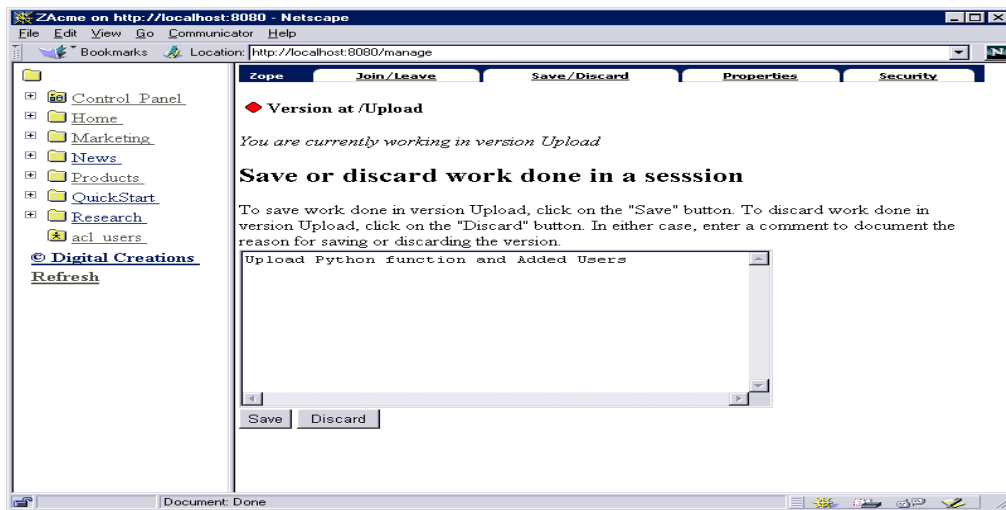 ZAcme on http://localhost:8080 - Netscape
File Edit View Go Communicator Help
Bookmarks Location: http://localhost:8080/manage
N
Zope Join/Leave Save/Discard Properties Security
Control_Panel
Home
Marketing
News
Products
QuickStart
Research
acl_users
© Digital Creations
Refresh
Version at /Upload
You are currently working in version Upload
Save or discard work done in a sesssion
To save work done in version Upload, click on the "Save" button. To discard work done in
version Upload, click on the "Discard" button. In either case, enter a comment to document the
reason for saving or discarding the version.
Upload Python function and Added Users
Save Discard
Document: Done